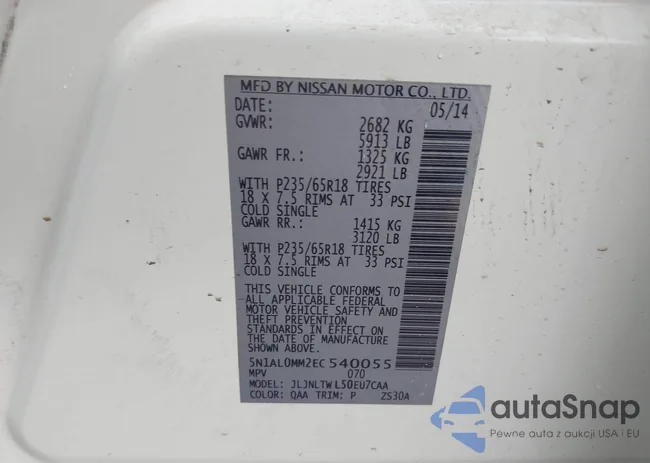 MFD BY NISSAN MOTOR CO., LTD.
DATE: 05/14
GVWR: 2682 KG
5913 LB
GAWR FR.: 1325 KG
2921 LB
WITH P235/65R18 TIRES
18 X 7.5 RIMS AT 33 PSI
COLD SINGLE
GAWR RR.: 1415 KG
3120 LB
WITH P235/65R18 TIRES
18 X 7.5 RIMS AT 33 PSI
COLD SINGLE
THIS VEHICLE CONFORMS TO
ALL APPLICABLE FEDERAL
MOTOR VEHICLE SAFETY AND
THEFT PREVENTION
STANDARDS IN EFFECT ON
THE DATE OF MANUFACTURE
SHOWN ABOVE.
5N1AL0MM2EC540055
MPV 070
MODEL: JLJNLTWL50EU7CAA
COLOR: QAA TRIM: P ZS30A
autaSnap
Pewne auta z aukcji USA i EU